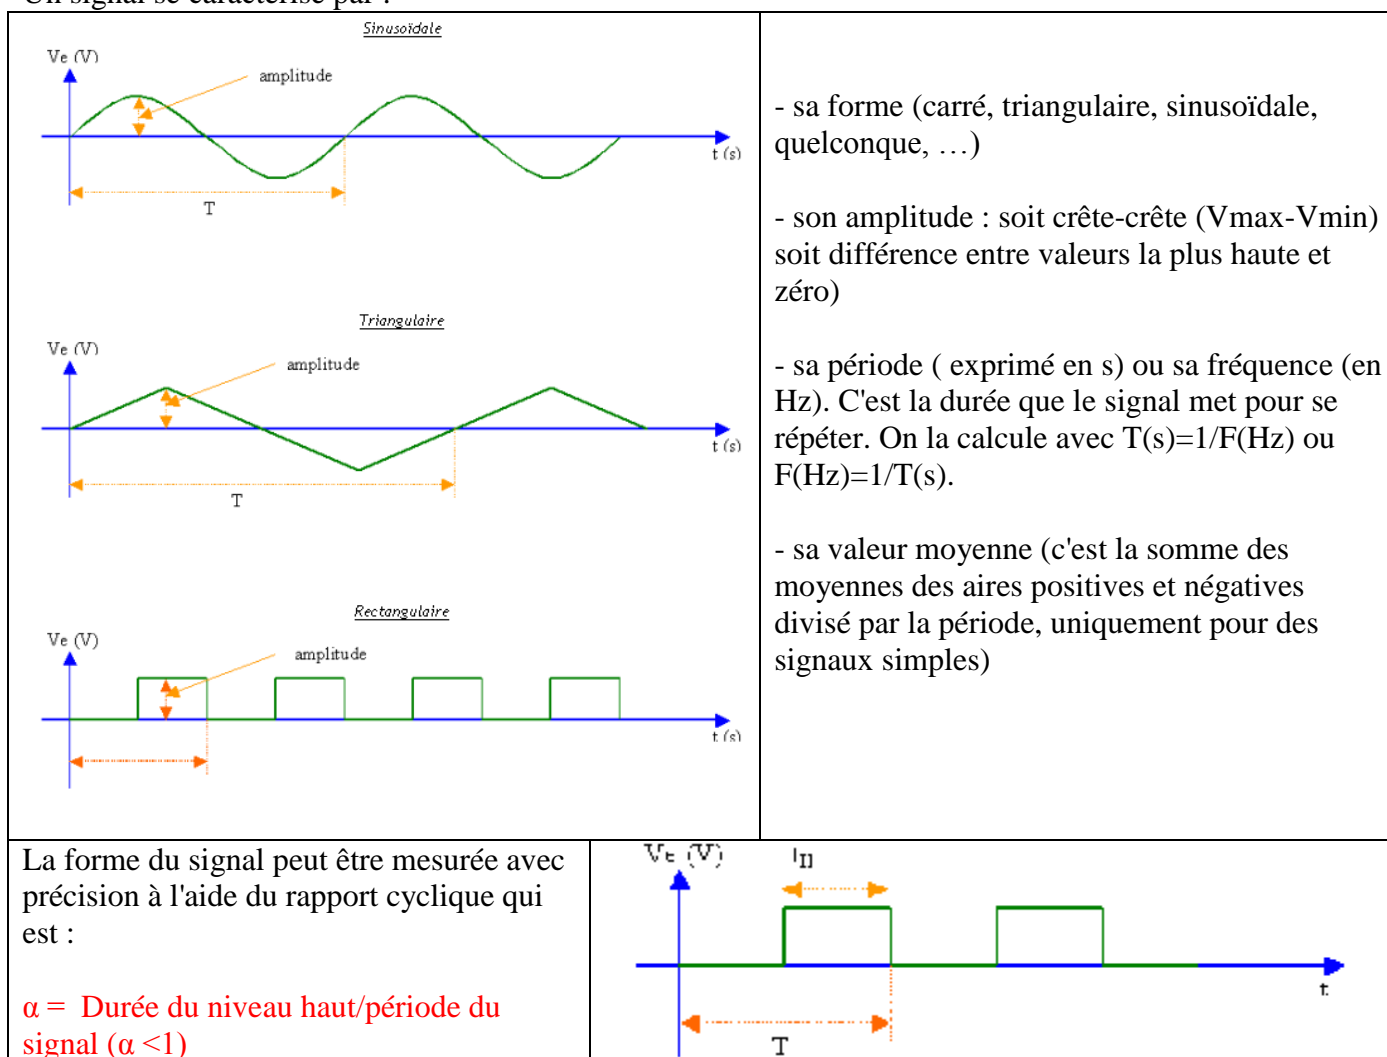 Un signal se caractérise par :
Sinusoïdale
Ve (V)
amplitude
t (s)
T
Triangulaire
Ve (V)
amplitude
t (s)
T
Rectangulaire
Ve (V)
amplitude
t (s)
- sa forme (carré, triangulaire, sinusoïdale,
quelconque, …)
- son amplitude : soit crête-crête (Vmax-Vmin)
soit différence entre valeurs la plus haute et
zéro)
- sa période ( exprimé en s) ou sa fréquence (en
Hz). C'est la durée que le signal met pour se
répéter. On la calcule avec T(s)=1/F(Hz) ou
F(Hz)=1/T(s).
- sa valeur moyenne (c'est la somme des
moyennes des aires positives et négatives
divisé par la période, uniquement pour des
signaux simples)
La forme du signal peut être mesurée avec
précision à l'aide du rapport cyclique qui
est :
α = Durée du niveau haut/période du
signal (α <1)
(V)
t
T